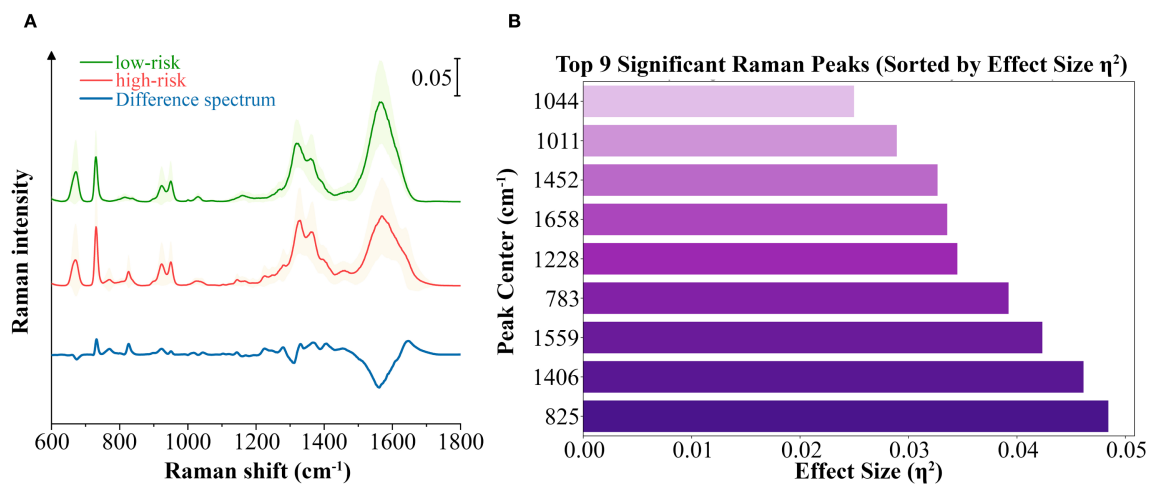 A
low-risk
high-risk
Difference spectrum
0.05
Raman intensity
600 800 1000 1200 1400 1600 1800
Raman shift (cm⁻¹)
B
Top 9 Significant Raman Peaks (Sorted by Effect Size η²)
Peak Center (cm⁻¹)
1044
1011
1452
1658
1228
783
1559
1406
825
0.00 0.01 0.02 0.03 0.04 0.05
Effect Size (η²)